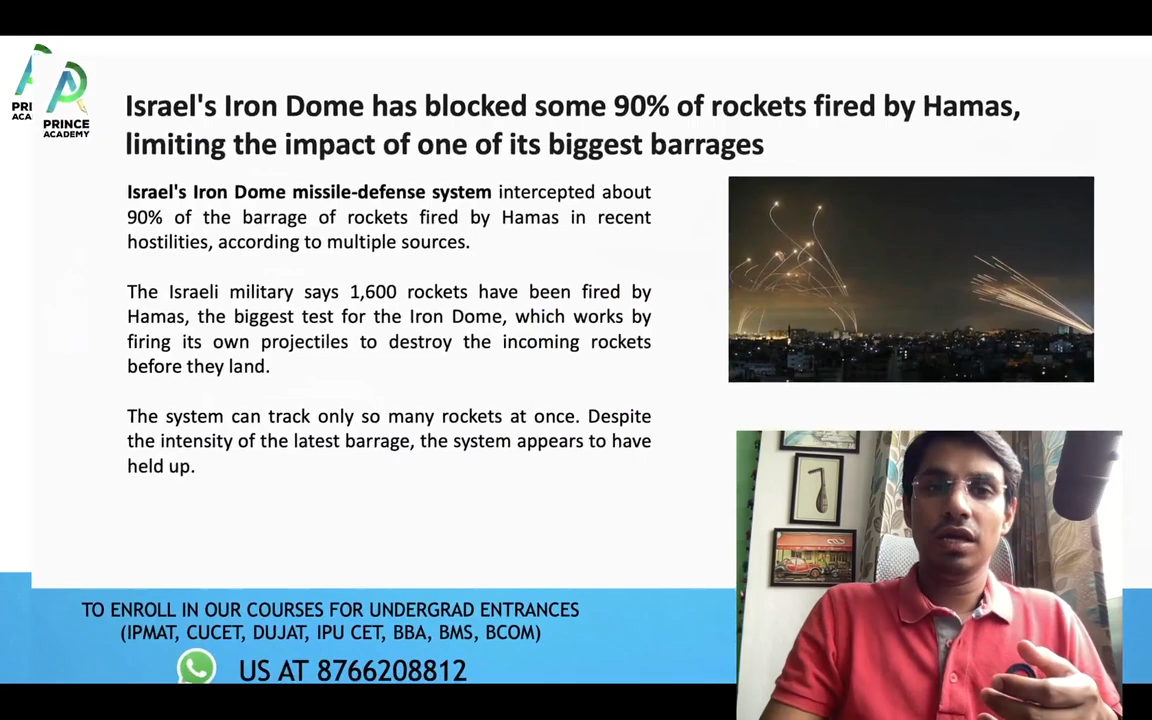 PRI
ACA
PRINCE
ACADEMY
Israel's Iron Dome has blocked some 90% of rockets fired by Hamas,
limiting the impact of one of its biggest barrages
Israel's Iron Dome missile-defense system intercepted about
90% of the barrage of rockets fired by Hamas in recent
hostilities, according to multiple sources.
The Israeli military says 1,600 rockets have been fired by
Hamas, the biggest test for the Iron Dome, which works by
firing its own projectiles to destroy the incoming rockets
before they land.
The system can track only so many rockets at once. Despite
the intensity of the latest barrage, the system appears to have
held up.
TO ENROLL IN OUR COURSES FOR UNDERGRAD ENTRANCES
(IPMAT, CUCET, DUJAT, IPU CET, BBA, BMS, BCOM)
US AT 8766208812